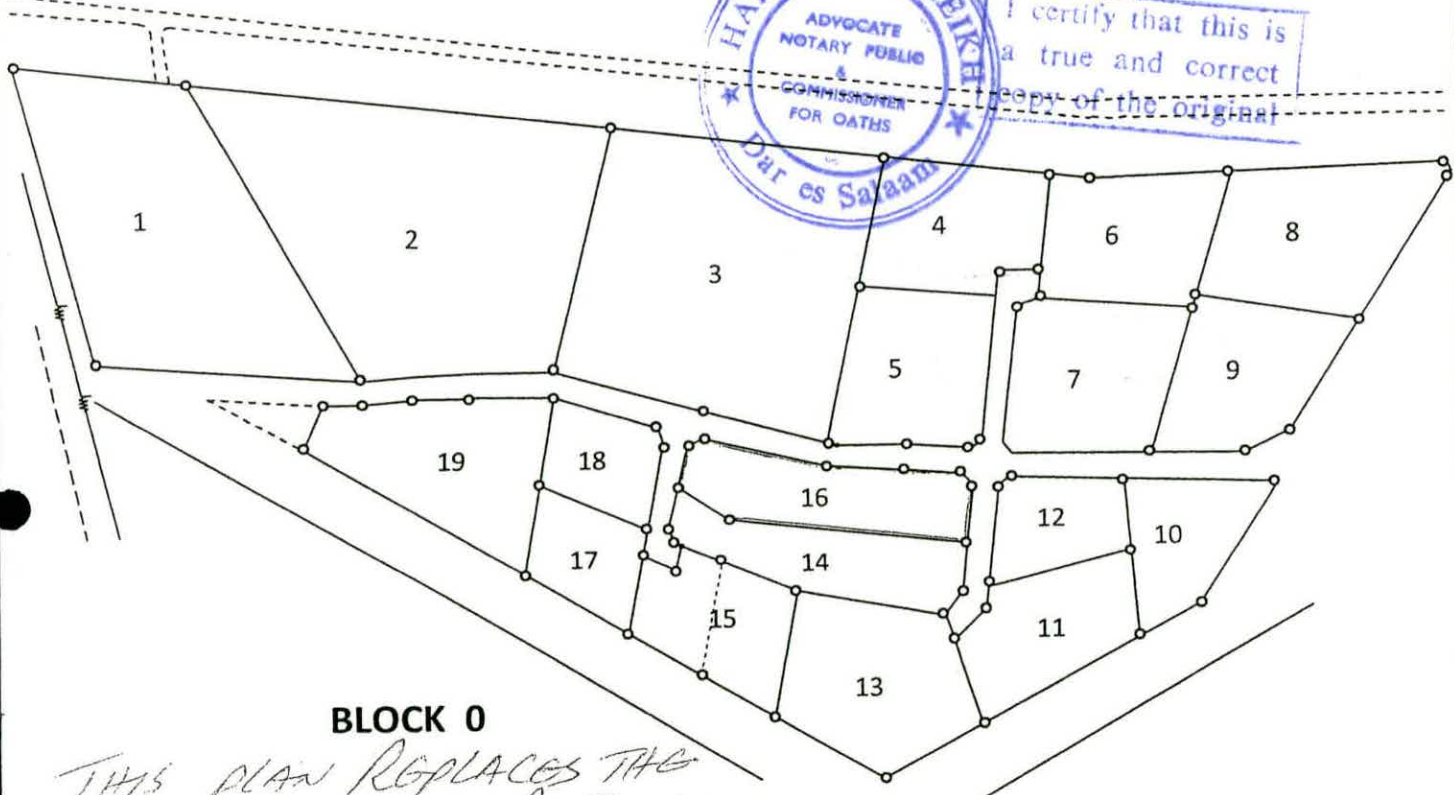 I certify that this is
a true and correct
copy of the original
ADVOCATE
NOTARY PUBLIC
&
COMMISSIONER
FOR OATHS
Dar es Salaam
1
2
3
4
6
8
5
7
9
19
18
16
12
10
17
14
15
11
13
BLOCK 0
THIS PLAN REPLACES THE